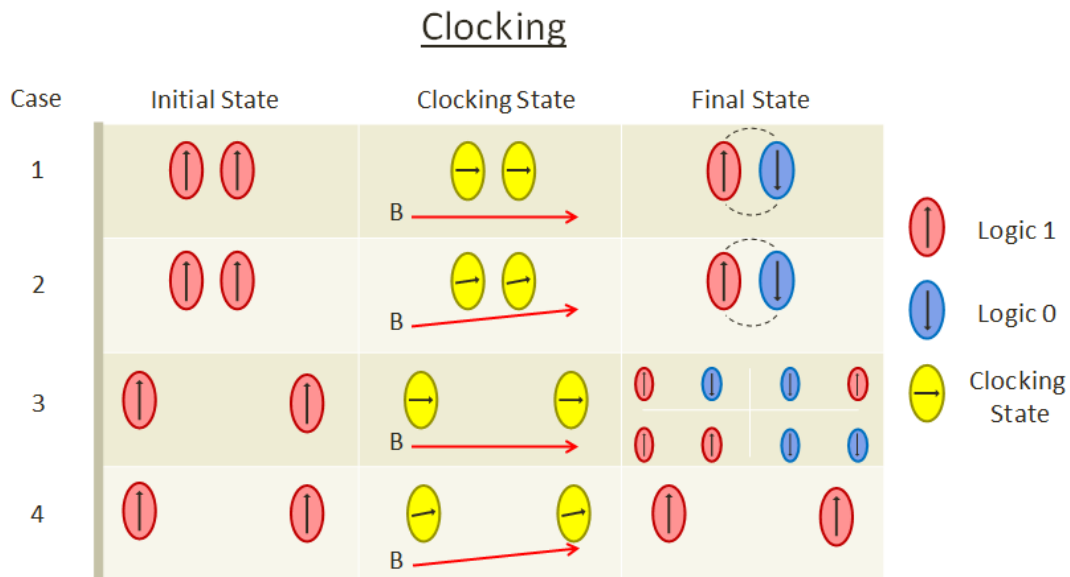 Clocking
Case Initial State Clocking State Final State
1
B
2
B
3
B
4
B
Logic 1
Logic 0
Clocking
State